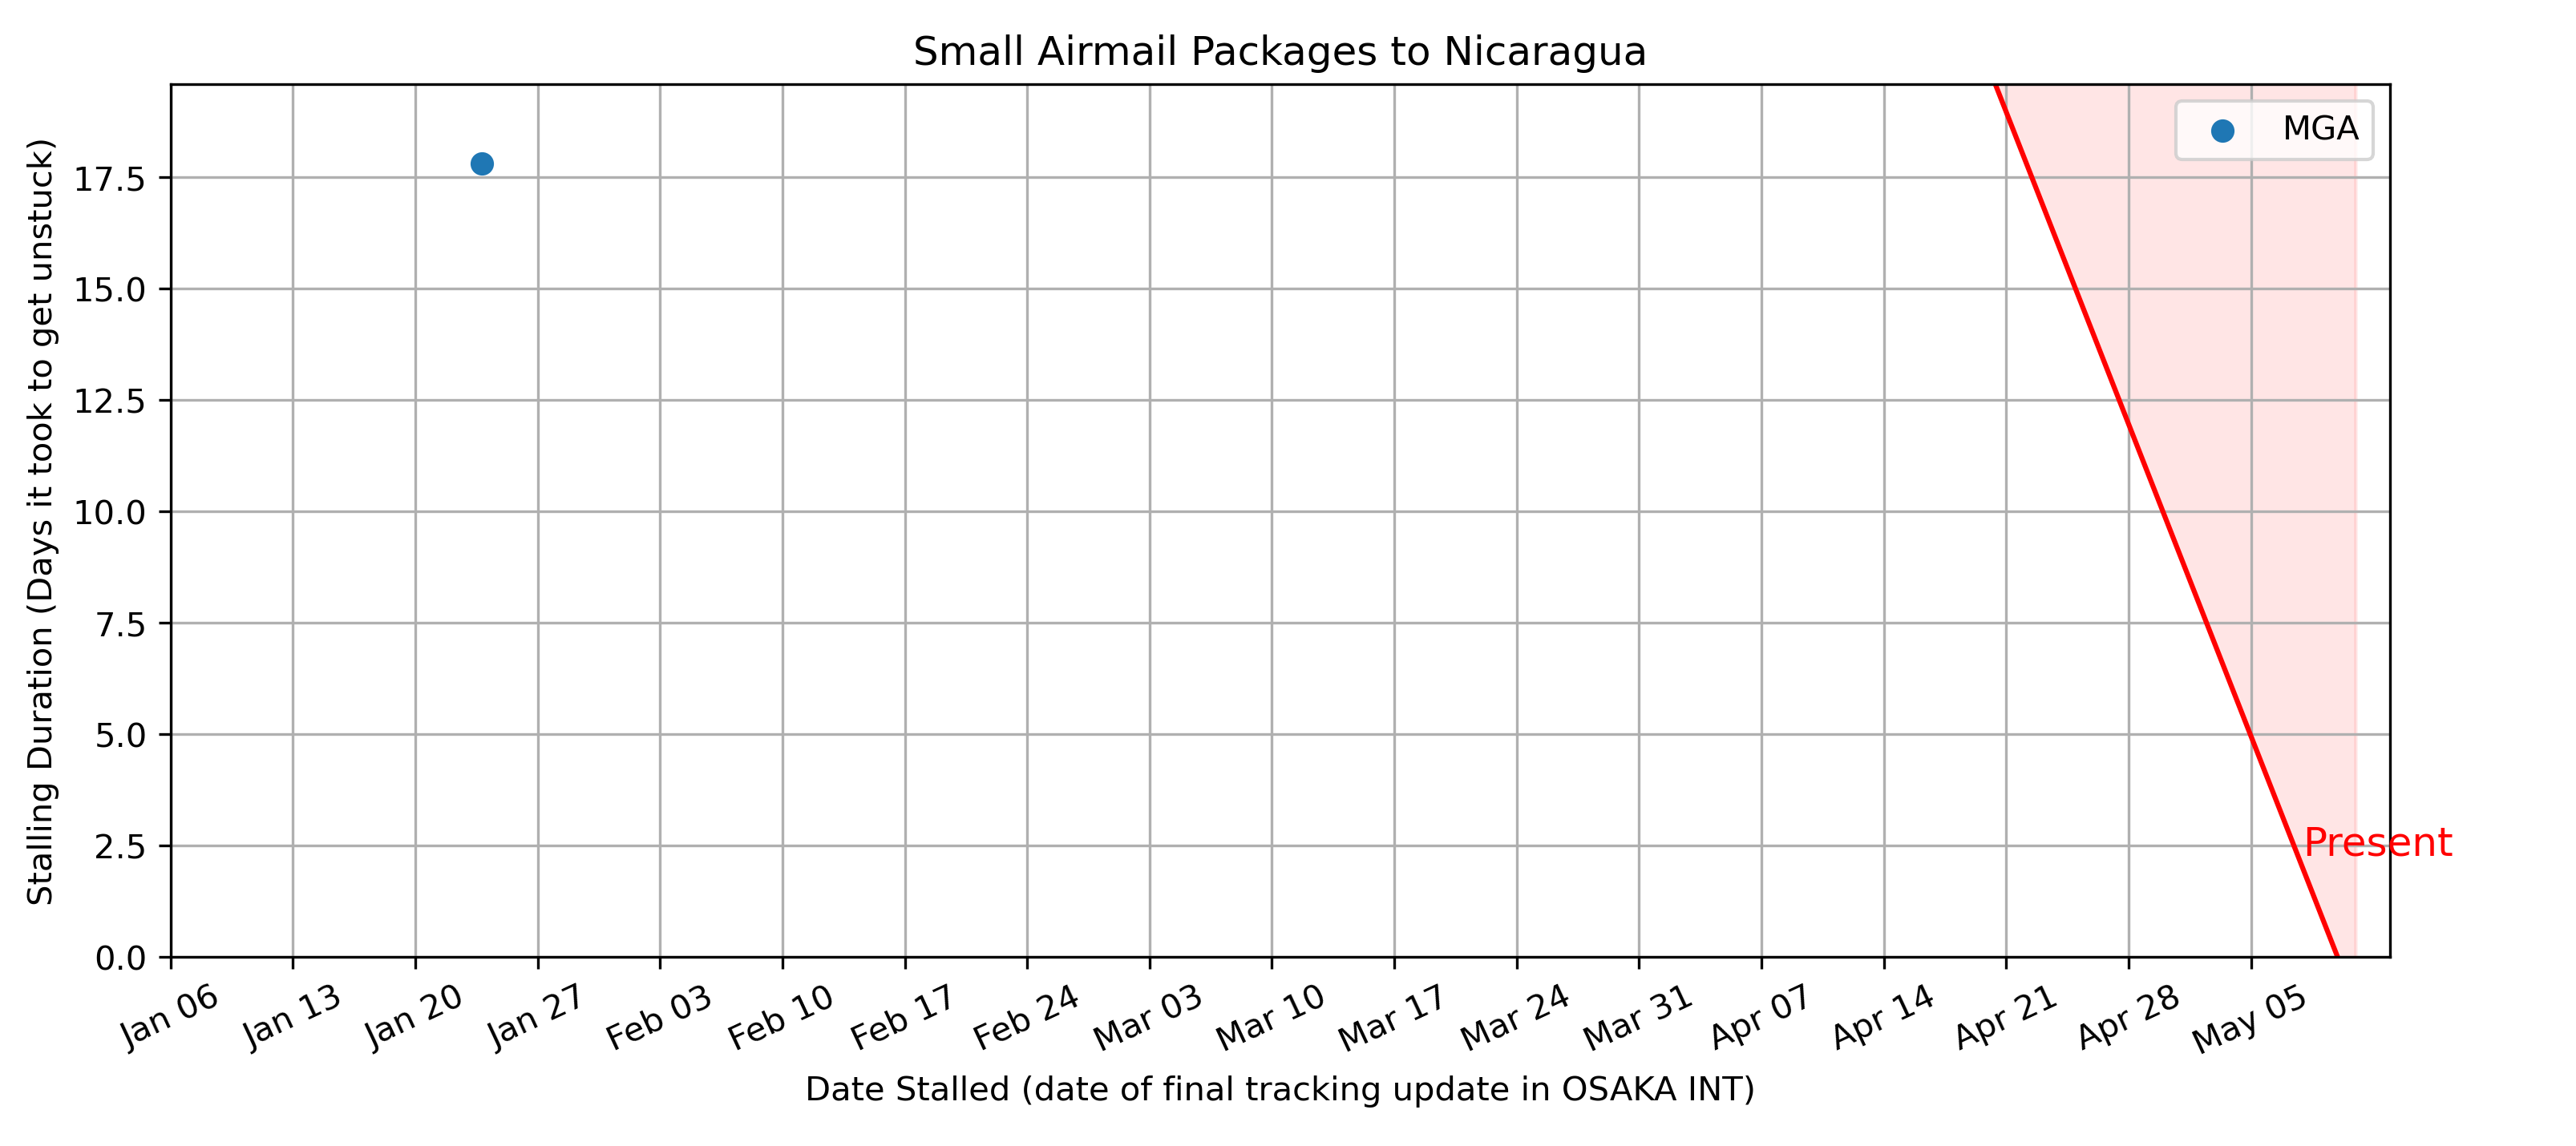 Small Airmail Packages to Nicaragua
MGA
Stalling Duration (Days it took to get unstuck)
17.5
15.0
12.5
10.0
7.5
5.0
2.5
0.0
Present
Jan 06 Jan 13 Jan 20 Jan 27 Feb 03 Feb 10 Feb 17 Feb 24 Mar 03 Mar 10 Mar 17 Mar 24 Mar 31 Apr 07 Apr 14 Apr 21 Apr 28 May 05
Date Stalled (date of final tracking update in OSAKA INT)